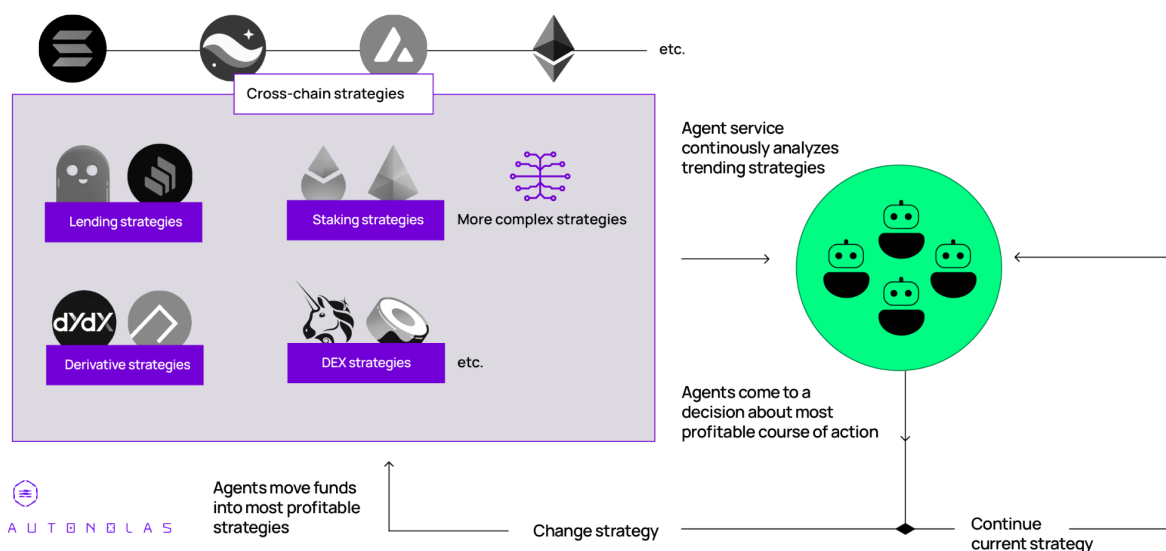 etc.
Cross-chain strategies
Lending strategies
Staking strategies
More complex strategies
dYdX
Derivative strategies
DEX strategies
etc.
Agent service
continously analyzes
trending strategies
Agents come to a
decision about most
profitable course of action
Agents move funds
into most profitable
strategies
Change strategy
Continue
current strategy
AUTONOLAS